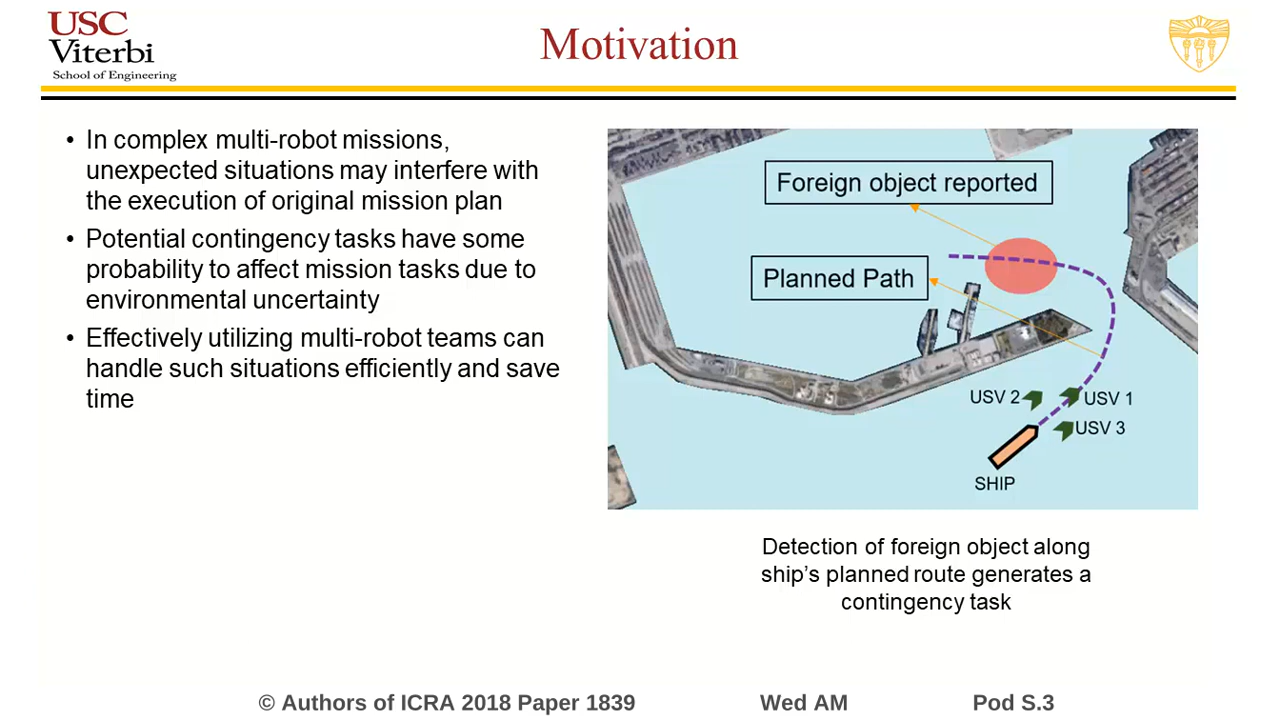 USC
Viterbi
School of Engineering
Motivation
• In complex multi-robot missions,
unexpected situations may interfere with
the execution of original mission plan
• Potential contingency tasks have some
probability to affect mission tasks due to
environmental uncertainty
• Effectively utilizing multi-robot teams can
handle such situations efficiently and save
time
Foreign object reported
Planned Path
USV 2
USV 1
USV 3
SHIP
Detection of foreign object along
ship’s planned route generates a
contingency task
© Authors of ICRA 2018 Paper 1839 Wed AM Pod S.3